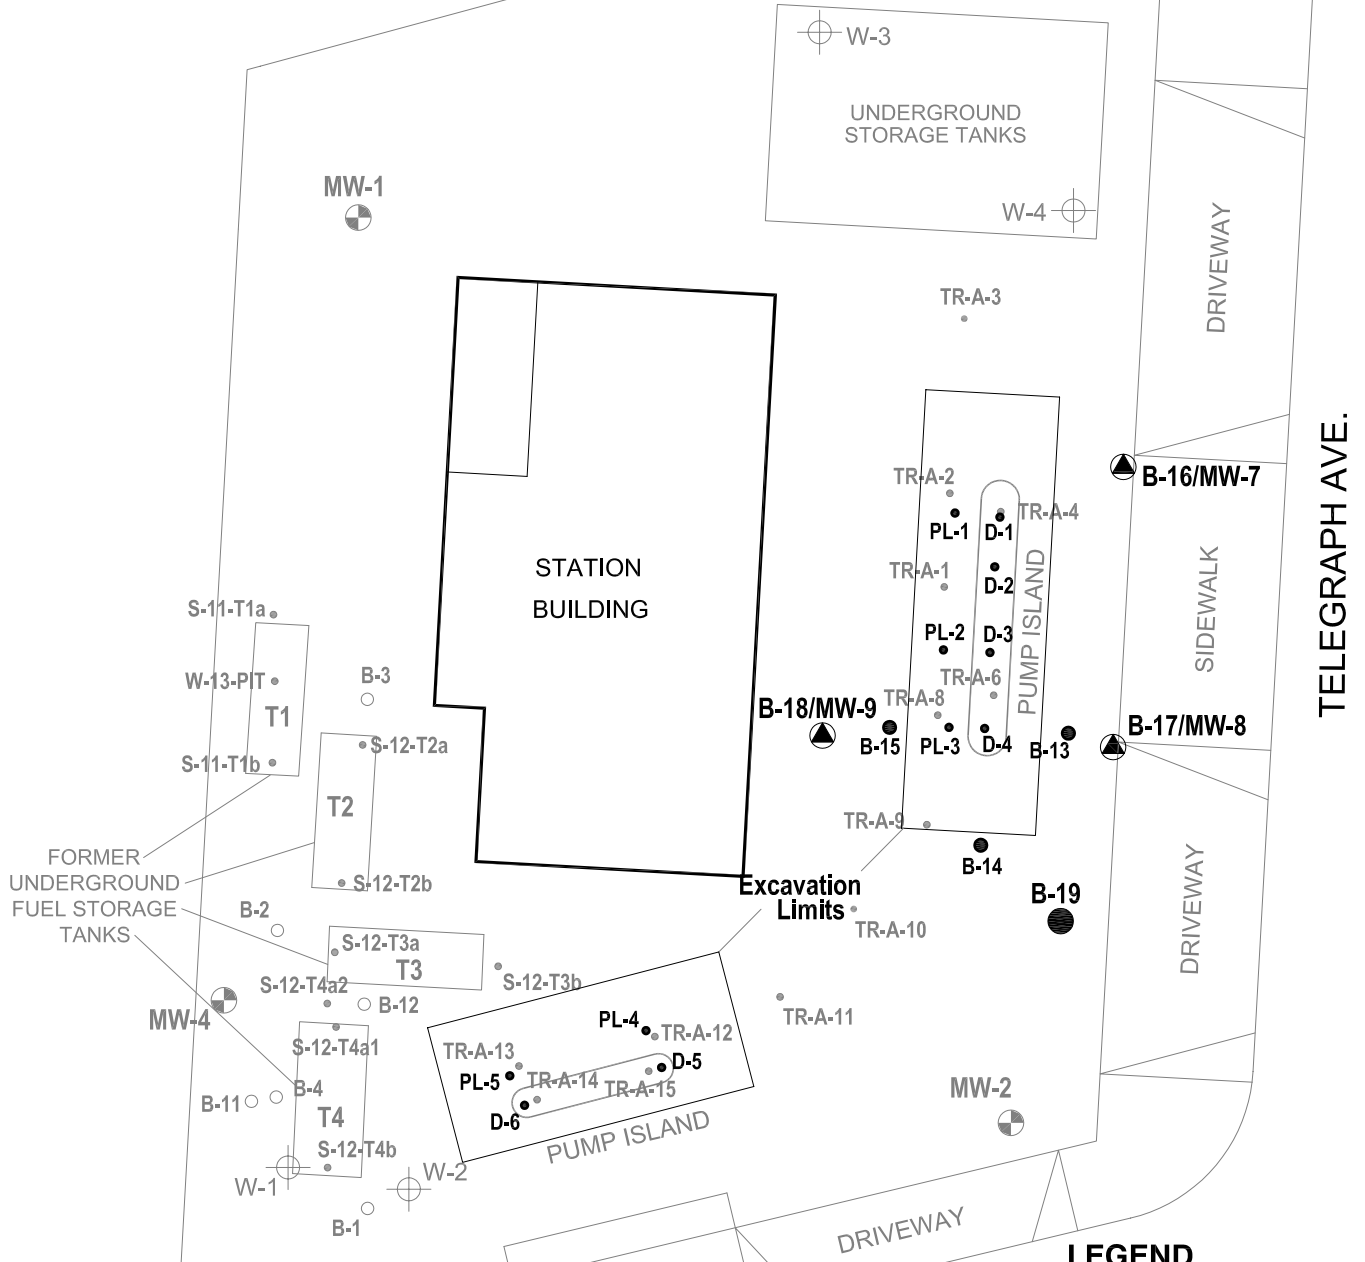 W-3
UNDERGROUND
STORAGE TANKS
MW-1
W-4
DRIVEWAY
TR-A-3
TELEGRAPH AVE.
B-16/MW-7
TR-A-2
TR-A-4
PL-1
D-1
STATION
BUILDING
TR-A-1
D-2
PUMP ISLAND
SIDEWALK
S-11-T1a
PL-2
D-3
W-13-PIT
B-3
TR-A-6
T1
B-18/MW-9
TR-A-8
B-17/MW-8
S-12-T2a
B-15
PL-3
D-4
B-13
S-11-T1b
T2
TR-A-9
FORMER
UNDERGROUND
FUEL STORAGE
TANKS
S-12-T2b
B-14
Excavation
Limits
B-19
DRIVEWAY
B-2
TR-A-10
S-12-T3a
T3
S-12-T3b
S-12-T4a2
B-12
MW-4
TR-A-11
PL-4
TR-A-12
S-12-T4a1
TR-A-13
D-5
PL-5
TR-A-14
TR-A-15
MW-2
B-4
B-11
T4
D-6
PUMP ISLAND
S-12-T4b
W-1
W-2
B-1
DRIVEWAY
LEGEND